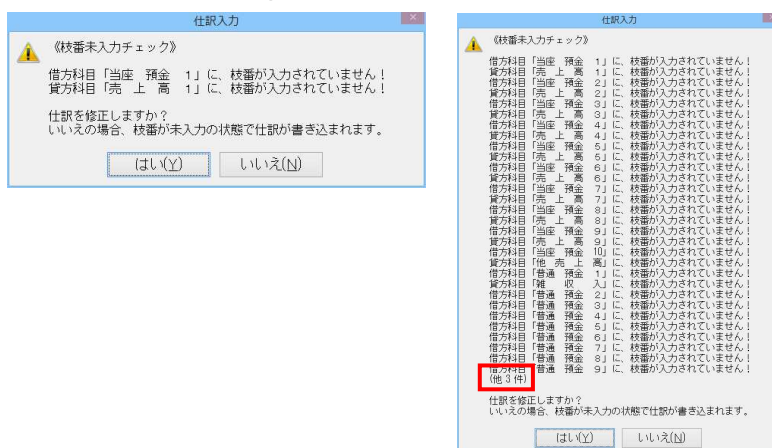 仕訳入力
《枝番未入力チェック》
借方科目「当座　預金　1」に、枝番が入力されていません！
貸方科目「売　上　高　1」に、枝番が入力されていません！
仕訳を修正しますか？
いいえの場合、枝番が未入力の状態で仕訳が書き込まれます。
はい(Y)
いいえ(N)
仕訳入力
《枝番未入力チェック》
借方科目「当座　預金　1」に、枝番が入力されていません！
貸方科目「売　上　高　1」に、枝番が入力されていません！
借方科目「当座　預金　2」に、枝番が入力されていません！
貸方科目「売　上　高　2」に、枝番が入力されていません！
借方科目「当座　預金　3」に、枝番が入力されていません！
貸方科目「売　上　高　3」に、枝番が入力されていません！
借方科目「当座　預金　4」に、枝番が入力されていません！
貸方科目「売　上　高　4」に、枝番が入力されていません！
借方科目「当座　預金　5」に、枝番が入力されていません！
貸方科目「売　上　高　5」に、枝番が入力されていません！
借方科目「当座　預金　6」に、枝番が入力されていません！
貸方科目「売　上　高　6」に、枝番が入力されていません！
借方科目「当座　預金　7」に、枝番が入力されていません！
貸方科目「売　上　高　7」に、枝番が入力されていません！
借方科目「当座　預金　8」に、枝番が入力されていません！
貸方科目「売　上　高　8」に、枝番が入力されていません！
借方科目「当座　預金　9」に、枝番が入力されていません！
貸方科目「売　上　高　9」に、枝番が入力されていません！
借方科目「当座　預金　10」に、枝番が入力されていません！
貸方科目「他　売　上　高」に、枝番が入力されていません！
借方科目「普通　預金　1」に、枝番が入力されていません！
貸方科目「雑　　収　　入」に、枝番が入力されていません！
借方科目「普通　預金　2」に、枝番が入力されていません！
借方科目「普通　預金　3」に、枝番が入力されていません！
借方科目「普通　預金　4」に、枝番が入力されていません！
借方科目「普通　預金　5」に、枝番が入力されていません！
借方科目「普通　預金　6」に、枝番が入力されていません！
借方科目「普通　預金　7」に、枝番が入力されていません！
借方科目「普通　預金　8」に、枝番が入力されていません！
借方科目「普通　預金　9」に、枝番が入力されていません！
(他 3 件)
仕訳を修正しますか？
いいえの場合、枝番が未入力の状態で仕訳が書き込まれます。
はい(Y)
いいえ(N)